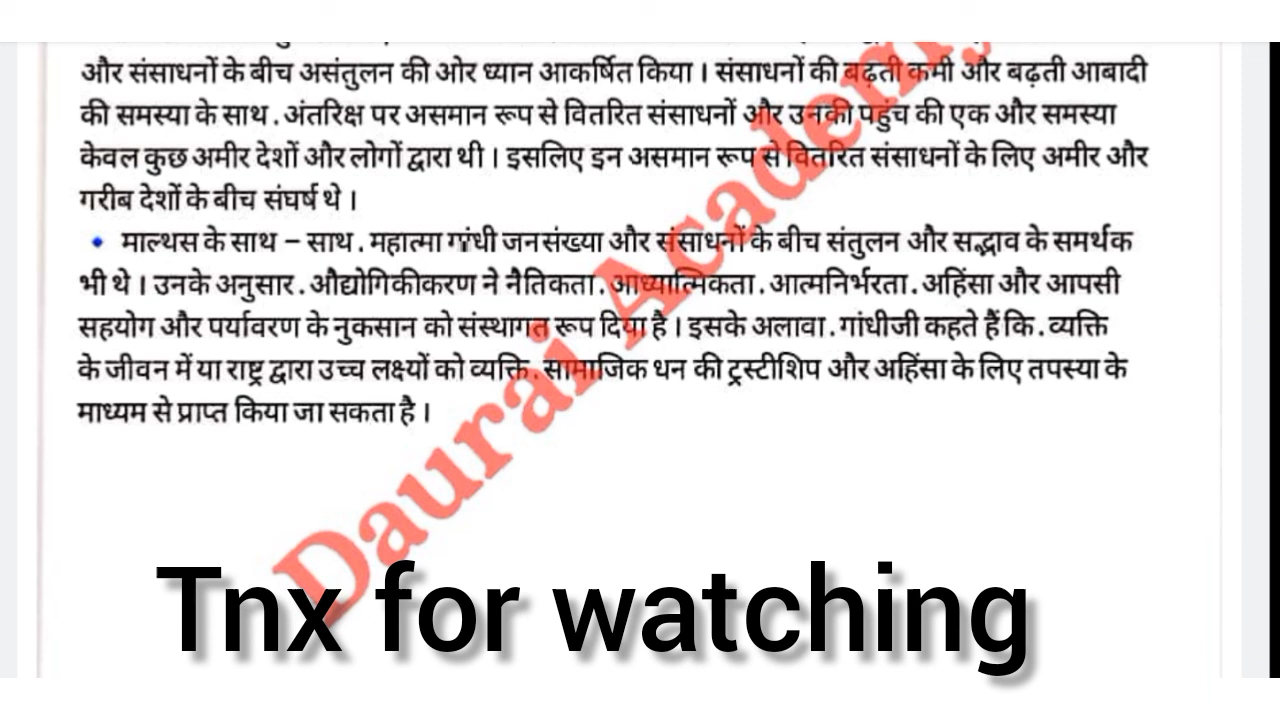 और संसाधनों के बीच असंतुलन की ओर ध्यान आकर्षित किया । संसाधनों की बढ़ती कमी और बढ़ती आबादी
की समस्या के साथ . अंतरिक्ष पर असमान रूप से वितरित संसाधनों और उनकी पहुंच की एक और समस्या
केवल कुछ अमीर देशों और लोगों द्वारा थी । इसलिए इन असमान रूप से वितरित संसाधनों के लिए अमीर और
गरीब देशों के बीच संघर्ष थे ।
• माल्थस के साथ – साथ . महात्मा गांधी जनसंख्या और संसाधनों के बीच संतुलन और सद्भाव के समर्थक
भी थे । उनके अनुसार . औद्योगिकीकरण ने नैतिकता . आध्यात्मिकता . आत्मनिर्भरता . अहिंसा और आपसी
सहयोग और पर्यावरण के नुकसान को संस्थागत रूप दिया है । इसके अलावा . गांधीजी कहते हैं कि . व्यक्ति
के जीवन में या राष्ट्र द्वारा उच्च लक्ष्यों को व्यक्ति . सामाजिक धन की ट्रस्टीशिप और अहिंसा के लिए तपस्या के
माध्यम से प्राप्त किया जा सकता है ।
Daurai Academy
Tnx for watching